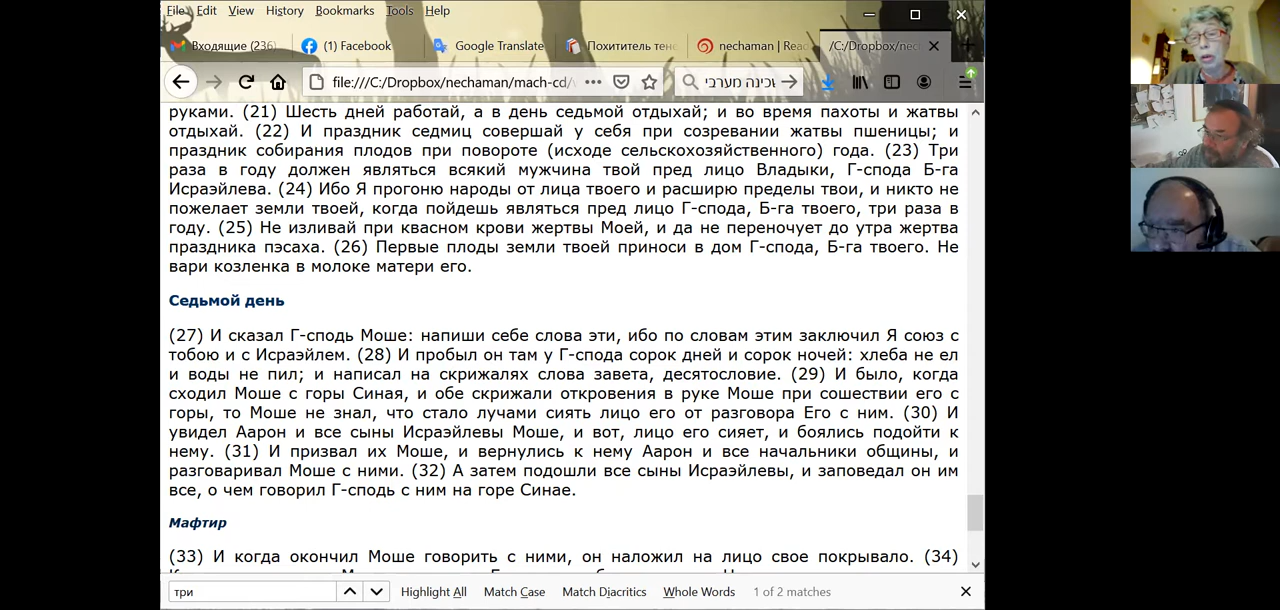 File Edit View History Bookmarks Tools Help
Входящие (236) (1) Facebook Google Translate Похититель тене nechaman | Rea /C:/Dropbox/nec
file:///C:/Dropbox/nechaman/mach-cd/ שכינה מערבי
руками. (21) Шесть дней работай, а в день седьмой отдыхай; и во время пахоты и жатвы
отдыхай. (22) И праздник седмиц совершай у себя при созревании жатвы пшеницы; и
праздник собирания плодов при повороте (исходе сельскохозяйственного) года. (23) Три
раза в году должен являться всякий мужчина твой пред лицо Владыки, Г-спода Б-га
Исраэйлева. (24) Ибо Я прогоню народы от лица твоего и расширю пределы твои, и никто не
пожелает земли твоей, когда пойдешь являться пред лицо Г-спода, Б-га твоего, три раза в
году. (25) Не изливай при квасном крови жертвы Моей, и да не переночует до утра жертва
праздника пэсаха. (26) Первые плоды земли твоей приноси в дом Г-спода, Б-га твоего. Не
вари козленка в молоке матери его.
Седьмой день
(27) И сказал Г-сподь Моше: напиши себе слова эти, ибо по словам этим заключил Я союз с
тобою и с Исраэйлем. (28) И пробыл он там у Г-спода сорок дней и сорок ночей: хлеба не ел
и воды не пил; и написал на скрижалях слова завета, десятословие. (29) И было, когда
сходил Моше с горы Синая, и обе скрижали откровения в руке Моше при сошествии его с
горы, то Моше не знал, что стало лучами сиять лицо его от разговора Его с ним. (30) И
увидел Аарон и все сыны Исраэйлевы Моше, и вот, лицо его сияет, и боялись подойти к
нему. (31) И призвал их Моше, и вернулись к нему Аарон и все начальники общины, и
разговаривал Моше с ними. (32) А затем подошли все сыны Исраэйлевы, и заповедал он им
все, о чем говорил Г-сподь с ним на горе Синае.
Мафтир
(33) И когда окончил Моше говорить с ними, он наложил на лицо свое покрывало. (34)
три Highlight All Match Case Match Diacritics Whole Words 1 of 2 matches